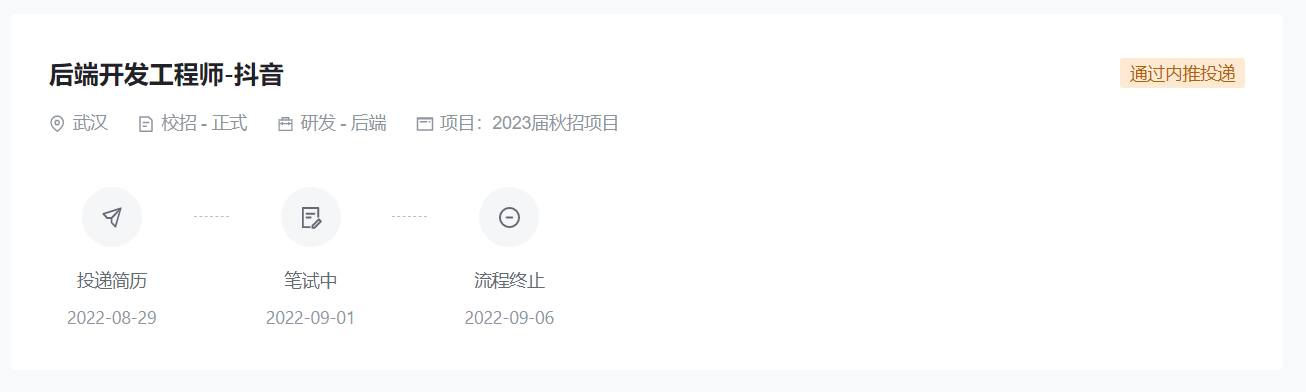 后端开发工程师-抖音
通过内推投递
武汉 校招 - 正式 研发 - 后端 项目：2023届秋招项目
投递简历 笔试中 流程终止
2022-08-29 2022-09-01 2022-09-06